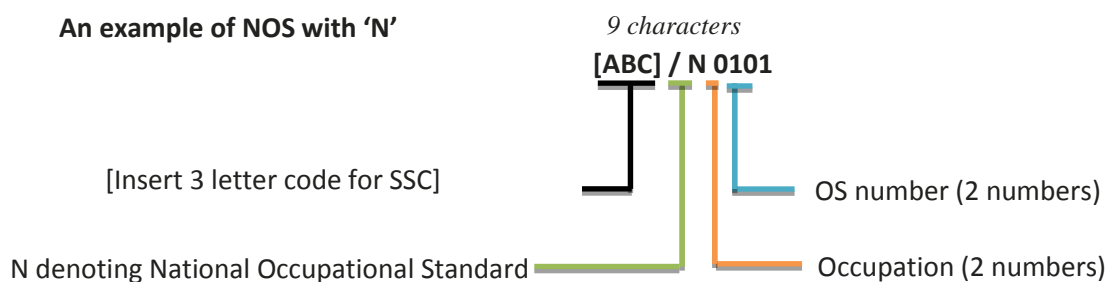 An example of NOS with ‘N’
9 characters
[ABC] / N 0101
[Insert 3 letter code for SSC]
OS number (2 numbers)
N denoting National Occupational Standard
Occupation (2 numbers)